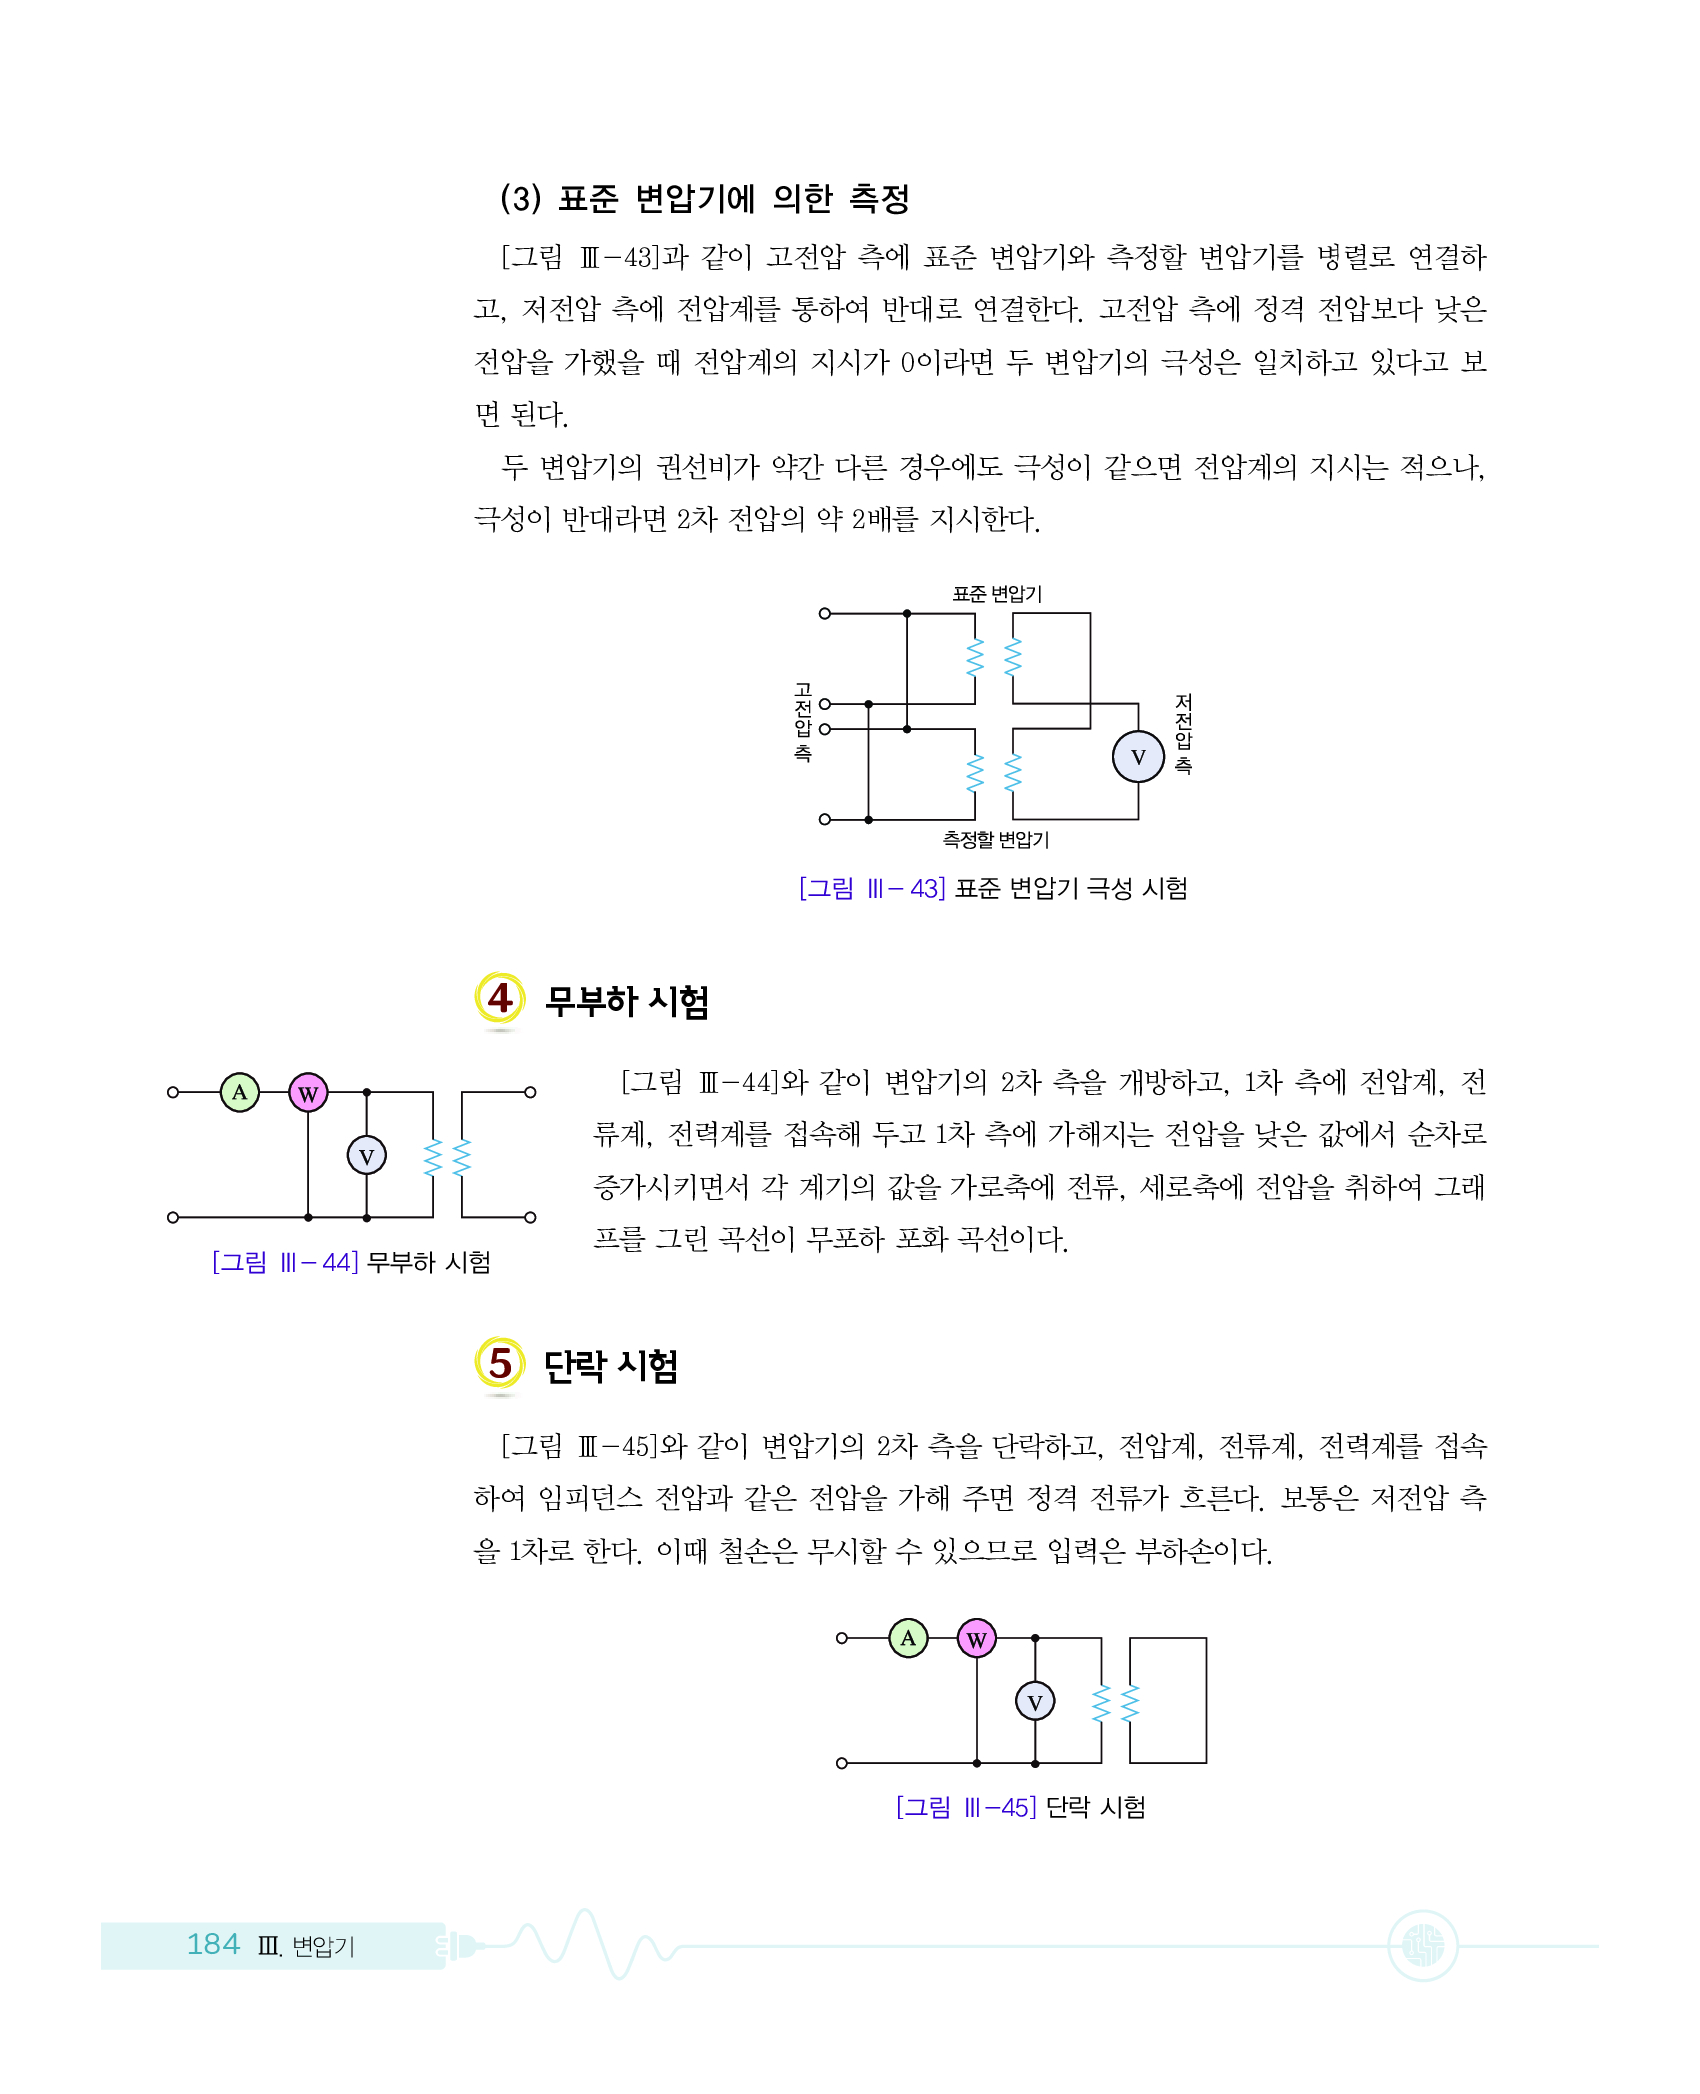 (3) 표준 변압기에 의한 측정
[그림 Ⅲ-43]과 같이 고전압 측에 표준 변압기와 측정할 변압기를 병렬로 연결하
고, 저전압 측에 전압계를 통하여 반대로 연결한다. 고전압 측에 정격 전압보다 낮은
전압을 가했을 때 전압계의 지시가 0이라면 두 변압기의 극성은 일치하고 있다고 보
면 된다.
두 변압기의 권선비가 약간 다른 경우에도 극성이 같으면 전압계의 지시는 적으나,
극성이 반대라면 2차 전압의 약 2배를 지시한다.
표준 변압기
고전압 측
저전압 측
V
측정할 변압기
[그림 Ⅲ-43] 표준 변압기 극성 시험
4 무부하 시험
A W V
[그림 Ⅲ-44] 무부하 시험
[그림 Ⅲ-44]와 같이 변압기의 2차 측을 개방하고, 1차 측에 전압계, 전
류계, 전력계를 접속해 두고 1차 측에 가해지는 전압을 낮은 값에서 순차로
증가시키면서 각 계기의 값을 가로축에 전류, 세로축에 전압을 취하여 그래
프를 그린 곡선이 무포하 포화 곡선이다.
5 단락 시험
[그림 Ⅲ-45]와 같이 변압기의 2차 측을 단락하고, 전압계, 전류계, 전력계를 접속
하여 임피던스 전압과 같은 전압을 가해 주면 정격 전류가 흐른다. 보통은 저전압 측
을 1차로 한다. 이때 철손은 무시할 수 있으므로 입력은 부하손이다.
A W V
[그림 Ⅲ-45] 단락 시험
184 Ⅲ. 변압기